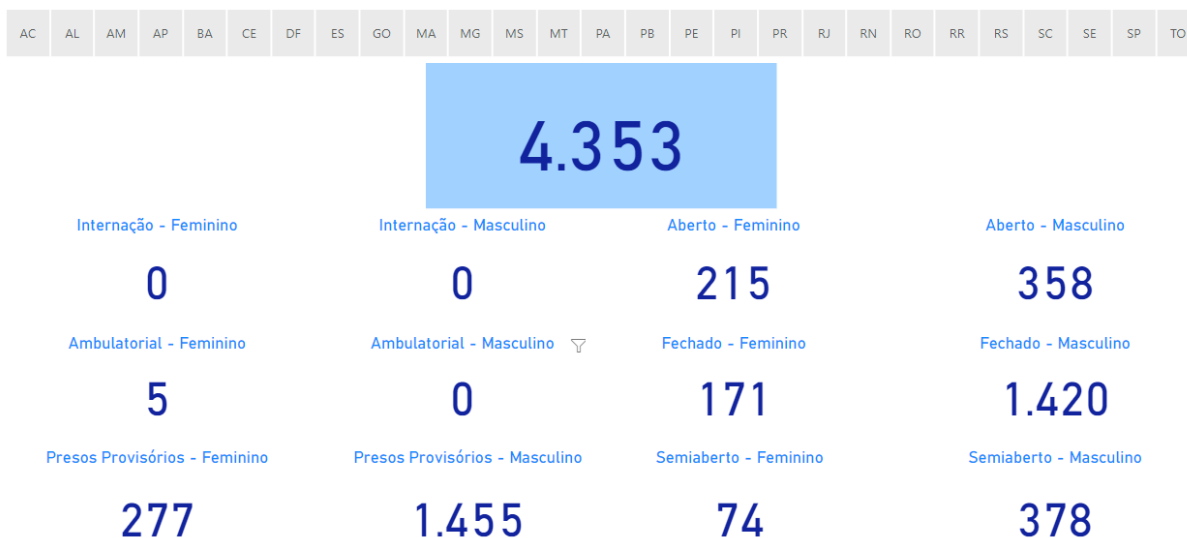 AC AL AM AP BA CE DF ES GO MA MG MS MT PA PB PE PI PR RJ RN RO RR RS SC SE SP TO
4.353
Internação - Feminino Internação - Masculino Aberto - Feminino Aberto - Masculino
0 0 215 358
Ambulatorial - Feminino Ambulatorial - Masculino Fechado - Feminino Fechado - Masculino
5 0 171 1.420
Presos Provisórios - Feminino Presos Provisórios - Masculino Semiaberto - Feminino Semiaberto - Masculino
277 1.455 74 378